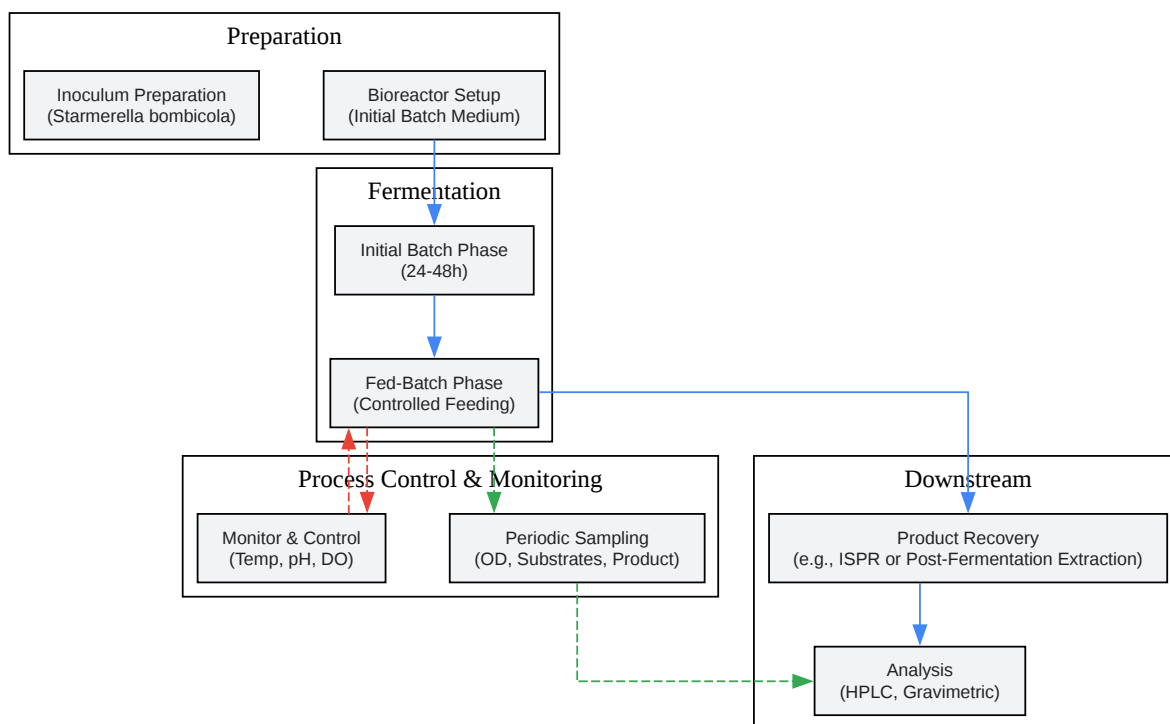 Preparation
Inoculum Preparation
(Starmerella bombicola)
Bioreactor Setup
(Initial Batch Medium)
Fermentation
Initial Batch Phase
(24-48h)
Fed-Batch Phase
(Controlled Feeding)
Process Control & Monitoring
Monitor & Control
(Temp, pH, DO)
Periodic Sampling
(OD, Substrates, Product)
Downstream
Product Recovery
(e.g., ISPR or Post-Fermentation Extraction)
Analysis
(HPLC, Gravimetric)